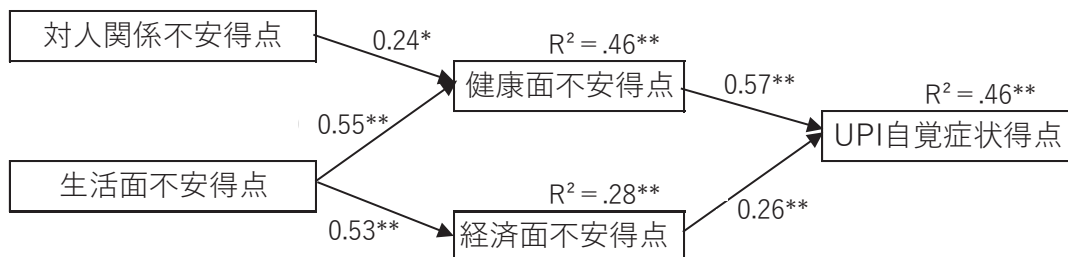 対人関係不安得点
0.24*
R²＝.46**
健康面不安得点
0.57**
R²＝.46**
0.55**
UPI自覚症状得点
生活面不安得点
R²＝.28**
0.26**
0.53**
経済面不安得点